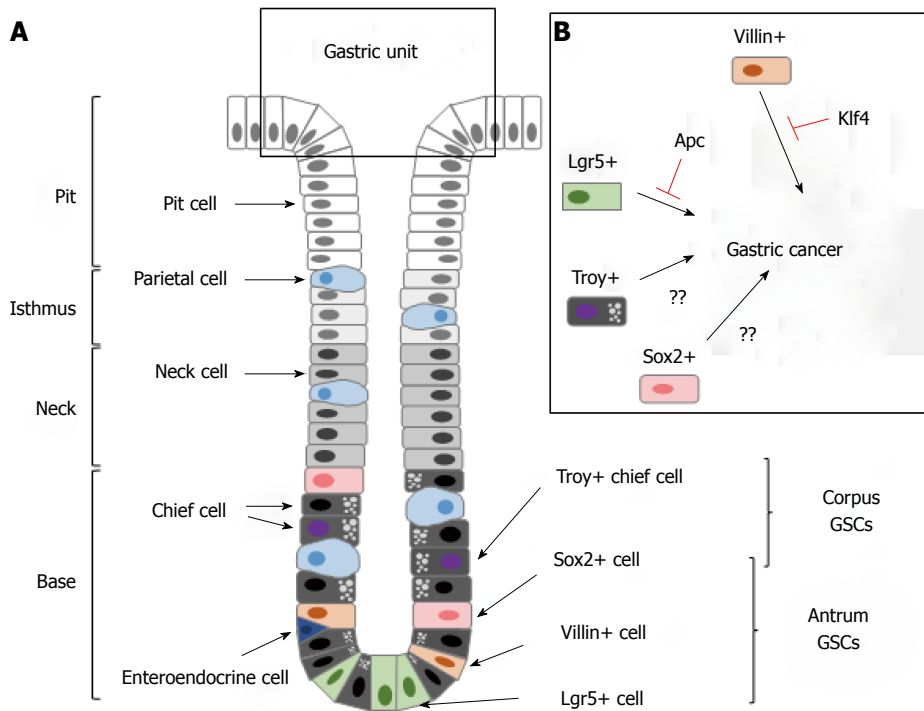 A
Gastric unit
Pit
Pit cell
Parietal cell
Isthmus
Neck cell
Neck
Chief cell
Base
Enteroendocrine cell
Troy+ chief cell
Sox2+ cell
Villin+ cell
Lgr5+ cell
Corpus
GSCs
Antrum
GSCs
B
Villin+
Klf4
Apc
Lgr5+
Gastric cancer
Troy+
??
??
Sox2+